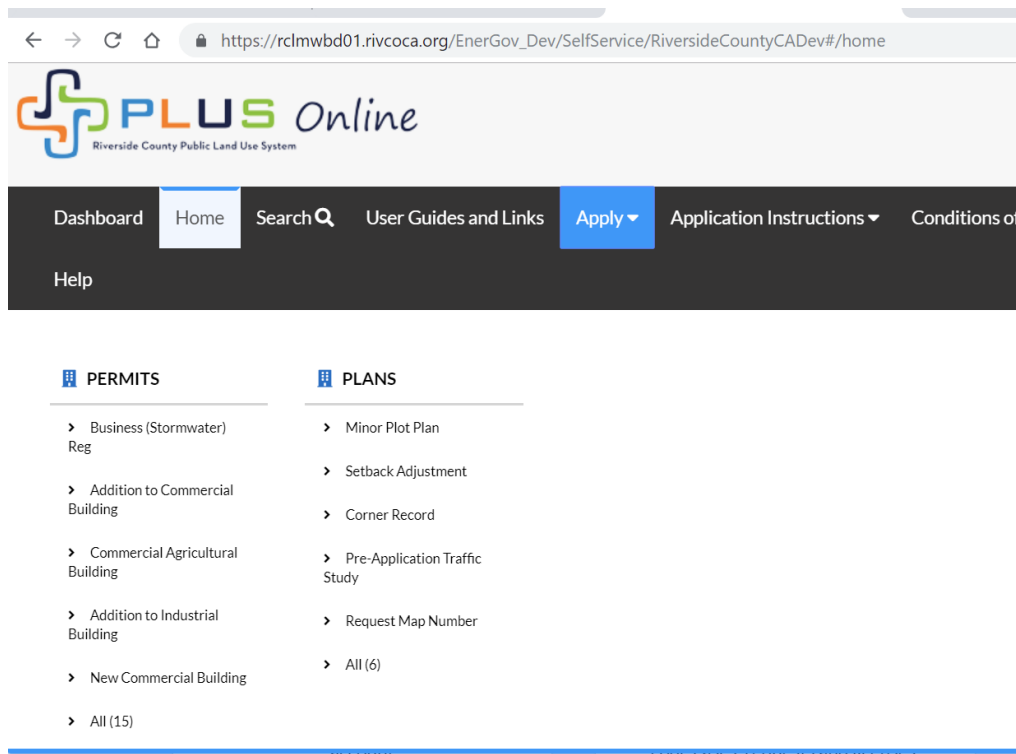 https://rclmwbd01.rivcoca.org/EnerGov_Dev/SelfService/RiversideCountyCADev#/home
PLUS Online
Riverside County Public Land Use System
Dashboard Home Search User Guides and Links Apply Application Instructions Conditions of
Help
PERMITS PLANS
Business (Stormwater)
Reg
Addition to Commercial
Building
Commercial Agricultural
Building
Addition to Industrial
Building
New Commercial Building
All (15)
Minor Plot Plan
Setback Adjustment
Corner Record
Pre-Application Traffic
Study
Request Map Number
All (6)